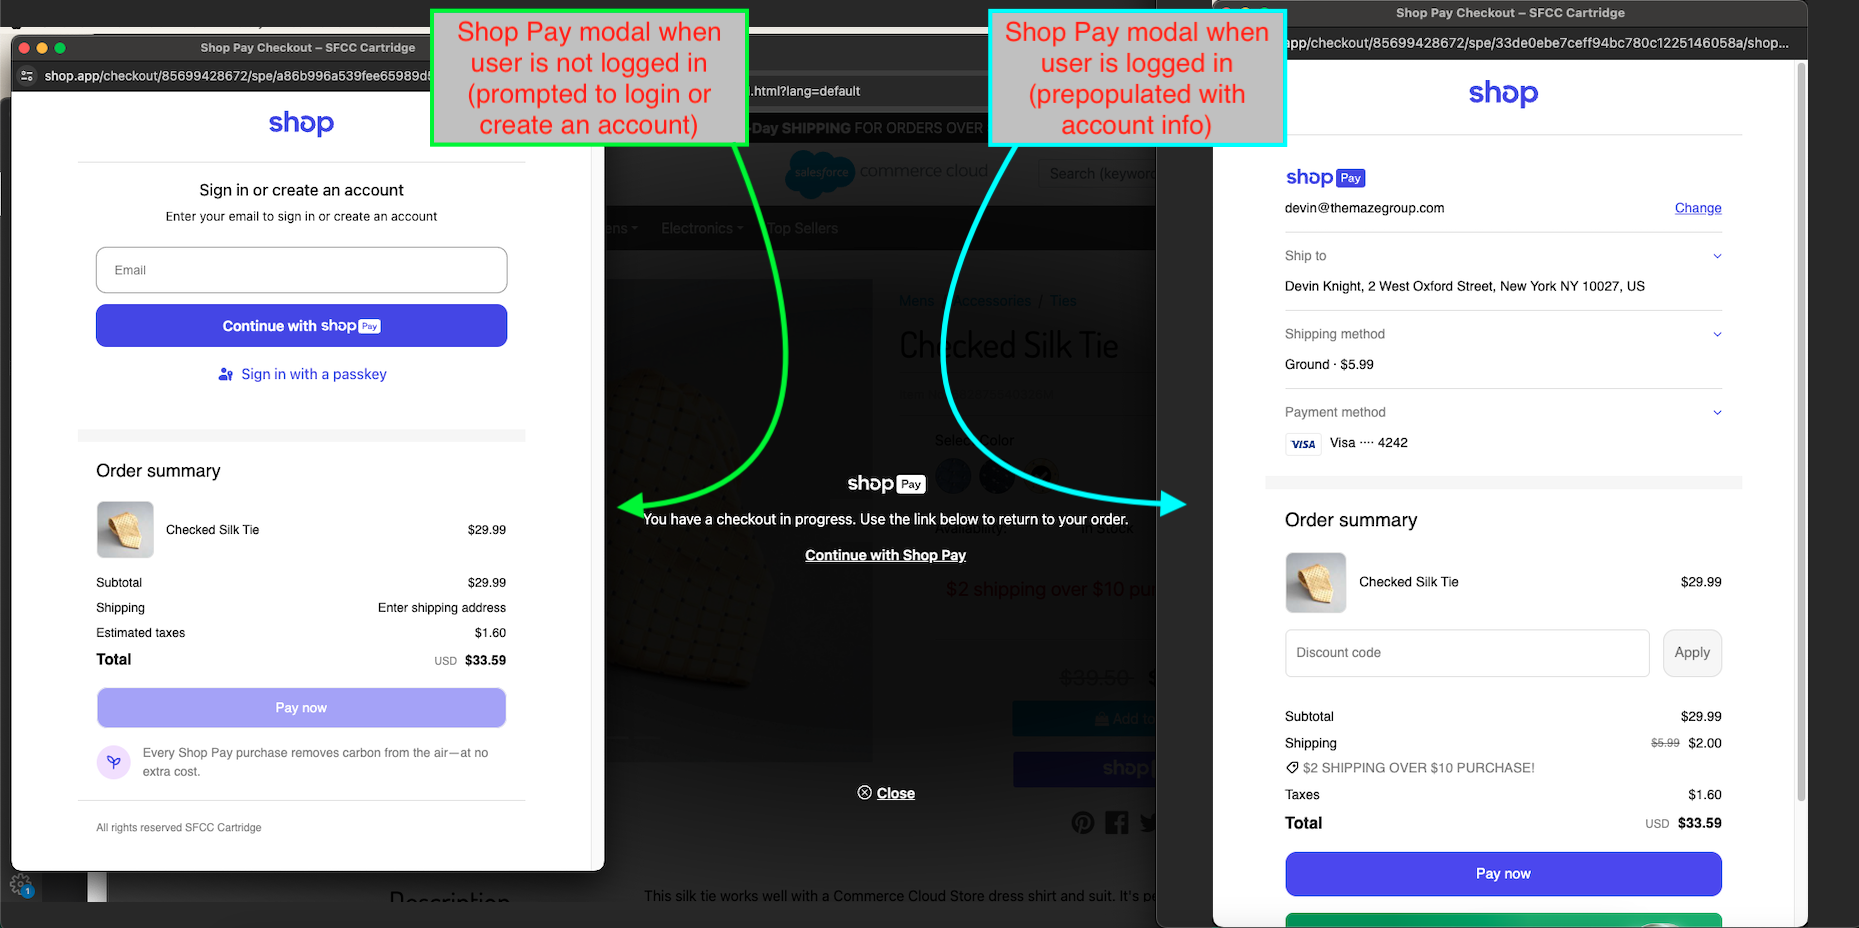 Shop Pay modal when
user is not logged in
(prompted to login or
create an account)
Shop Pay modal when
user is logged in
(prepopulated with
account info)
Shop Pay Checkout – SFCC Cartridge
shop.app/checkout/85699428672/spe/a86b996a539fee65989d5
shop
Sign in or create an account
Enter your email to sign in or create an account
Email
Continue with shop Pay
Sign in with a passkey
Order summary
Checked Silk Tie $29.99
Subtotal $29.99
Shipping Enter shipping address
Estimated taxes $1.60
Total USD $33.59
Pay now
Every Shop Pay purchase removes carbon from the air—at no
extra cost.
All rights reserved SFCC Cartridge
1
.html?lang=default
-Day SHIPPING FOR ORDERS OVER
salesforce commerce cloud
Search (keyword
ens Electronics Top Sellers
Mens Accessories / Ties
Checked Silk Tie
Select Color
shop Pay
You have a checkout in progress. Use the link below to return to your order.
Availability: In Stock
Continue with Shop Pay
$2 shipping over $10 pur
$39.50
Add to
shop
Close
Description
This silk tie works well with a Commerce Cloud Store dress shirt and suit. It's pe
Shop Pay Checkout – SFCC Cartridge
app/checkout/85699428672/spe/33de0ebe7ceff94bc780c1225146058a/shop...
shop
shop Pay
devin@themazegroup.com Change
Ship to
Devin Knight, 2 West Oxford Street, New York NY 10027, US
Shipping method
Ground · $5.99
Payment method
VISA Visa ···· 4242
Order summary
Checked Silk Tie $29.99
Discount code Apply
Subtotal $29.99
Shipping $5.99 $2.00
$2 SHIPPING OVER $10 PURCHASE!
Taxes $1.60
Total USD $33.59
Pay now